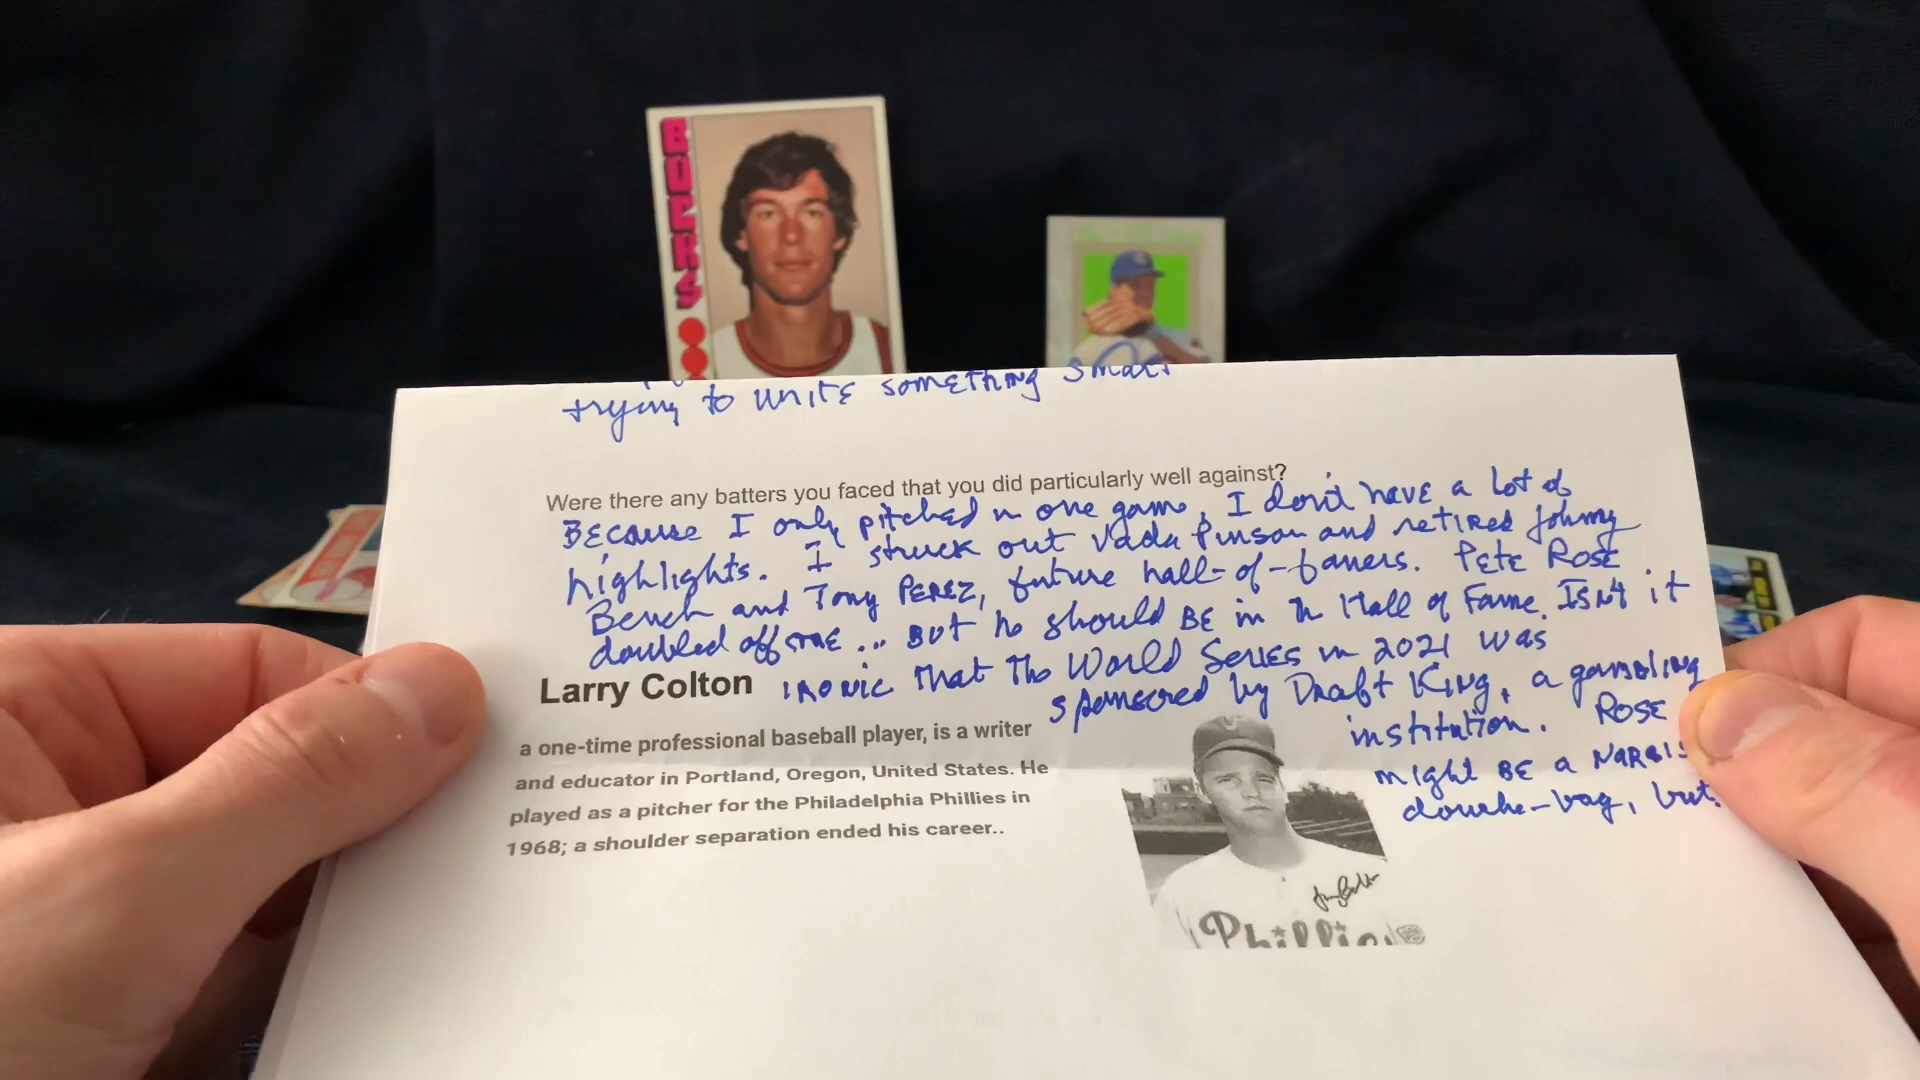 BUCKS
trying to write something smart
Were there any batters you faced that you did particularly well against?
Because I only pitched in one game, I don't have a lot of
highlights. I struck out Vada Pinson and retired Johnny
Bench and Tony Perez, future hall-of-famers. Pete Rose
doubled off me... But he should be in th Hall of Fame. Isn't it
ironic that the World Series in 2021 was
sponsored by Draft King, a gambling
institution. Rose
might be a narcis
douche-bag, but.
Larry Colton
a one-time professional baseball player, is a writer
and educator in Portland, Oregon, United States. He
played as a pitcher for the Philadelphia Phillies in
1968; a shoulder separation ended his career..
Phillies